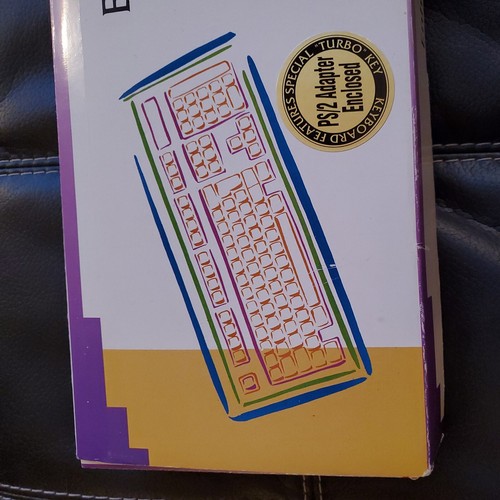 KEYBOARD FEATURES SPECIAL "TURBO" KEY
PS/2 Adapter
Enclosed